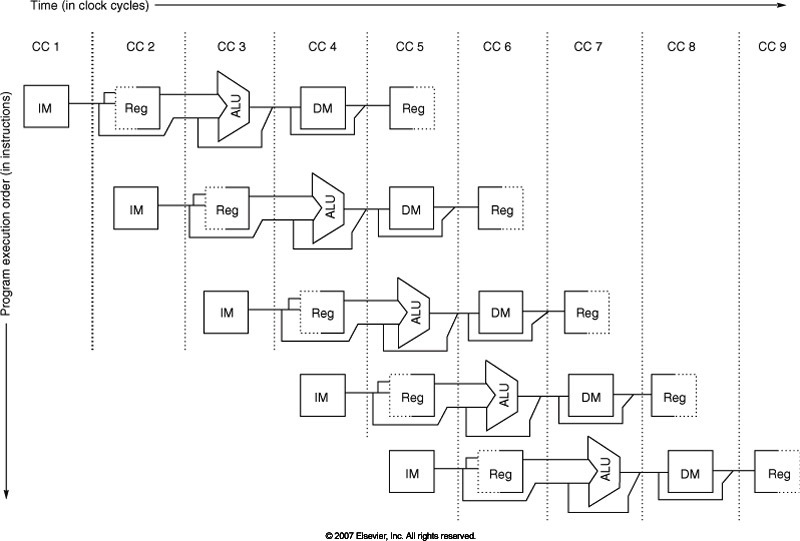 Time (in clock cycles)
CC 1 CC 2 CC 3 CC 4 CC 5 CC 6 CC 7 CC 8 CC 9
Program execution order (in instructions)
IM Reg ALU DM Reg
IM Reg ALU DM Reg
IM Reg ALU DM Reg
IM Reg ALU DM Reg
IM Reg ALU DM Reg
© 2007 Elsevier, Inc. All rights reserved.